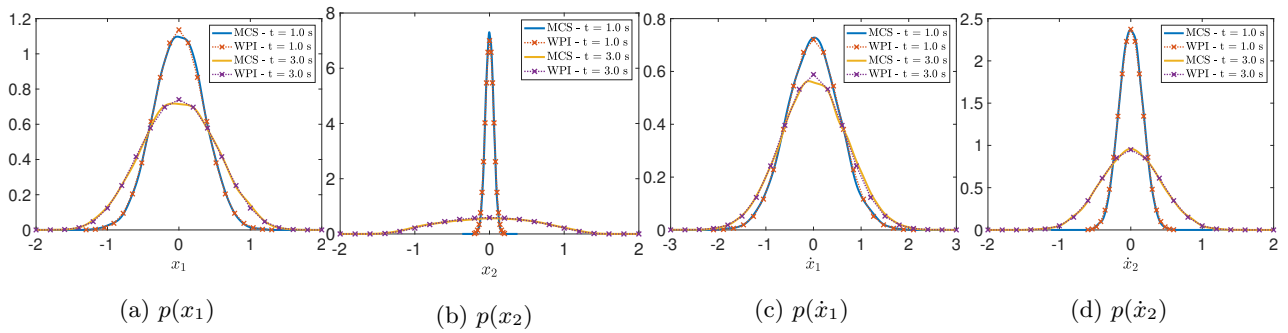 1.2
1
0.8
0.6
0.4
0.2
0
-2 -1 0 1 2
x₁
MCS - t = 1.0 s
WPI - t = 1.0 s
MCS - t = 3.0 s
WPI - t = 3.0 s
(a) p(x₁)
8
6
4
2
0
-2 -1 0 1 2
x₂
MCS - t = 1.0 s
WPI - t = 1.0 s
MCS - t = 3.0 s
WPI - t = 3.0 s
(b) p(x₂)
0.8
0.6
0.4
0.2
0
-3 -2 -1 0 1 2 3
ẋ₁
MCS - t = 1.0 s
WPI - t = 1.0 s
MCS - t = 3.0 s
WPI - t = 3.0 s
(c) p(ẋ₁)
2.5
2
1.5
1
0.5
0
-2 -1 0 1 2
ẋ₂
MCS - t = 1.0 s
WPI - t = 1.0 s
MCS - t = 3.0 s
WPI - t = 3.0 s
(d) p(ẋ₂)